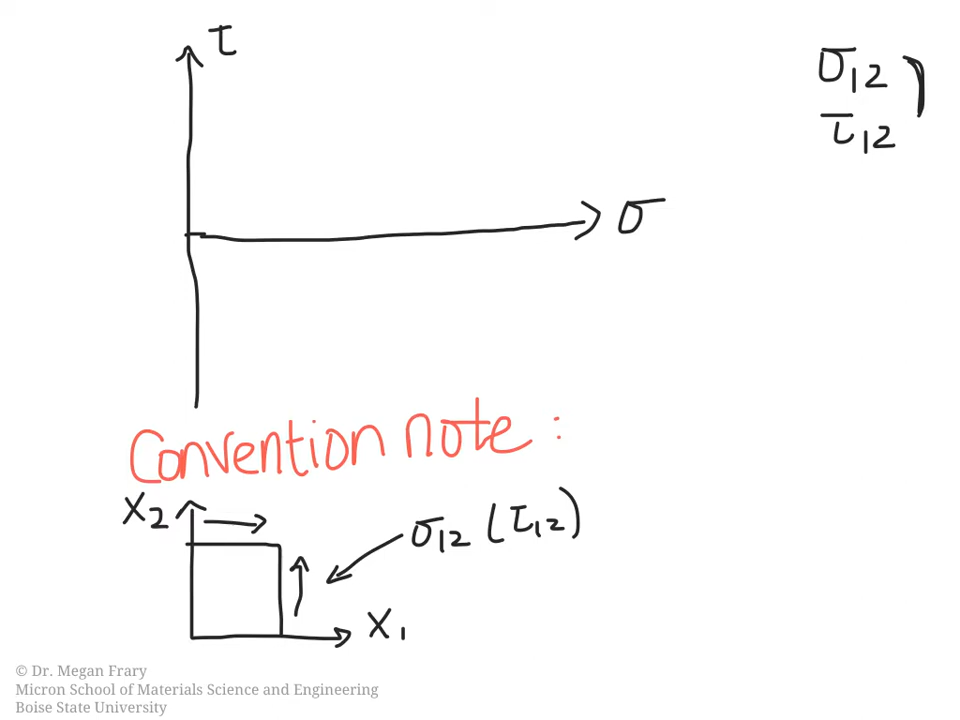 τ
σ₁₂
τ₁₂
σ
Convention note:
x₂
σ₁₂ (τ₁₂)
x₁
© Dr. Megan Frary
Micron School of Materials Science and Engineering
Boise State University